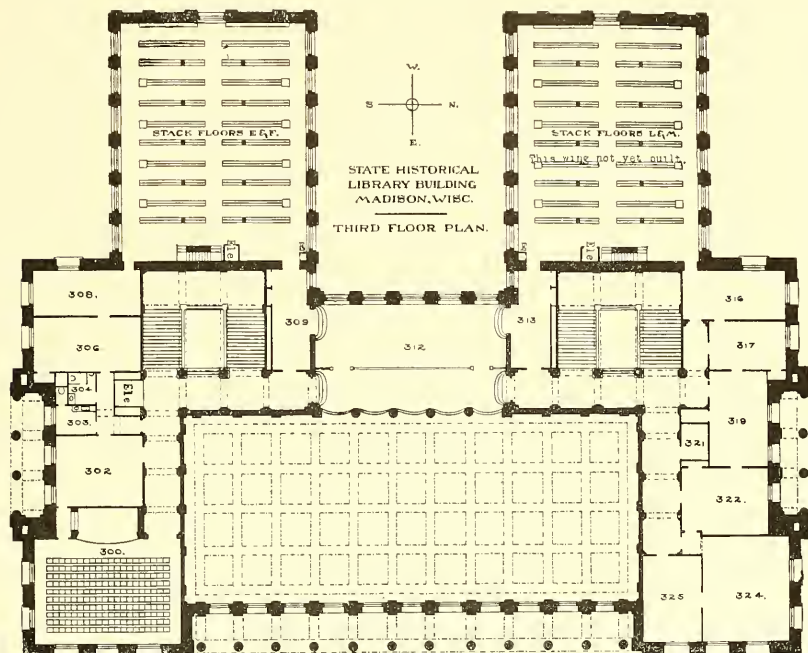 W.
S N.
E.
STATE HISTORICAL
LIBRARY BUILDING
MADISON, WISC.
THIRD FLOOR PLAN.
STACK FLOORS E & F.
STACK FLOORS L & M.
This wing not yet built.
Ele
Ele
308.
306
304
303.
Ele
302
300.
309
312
313
316
317
319
321
322.
325
324.